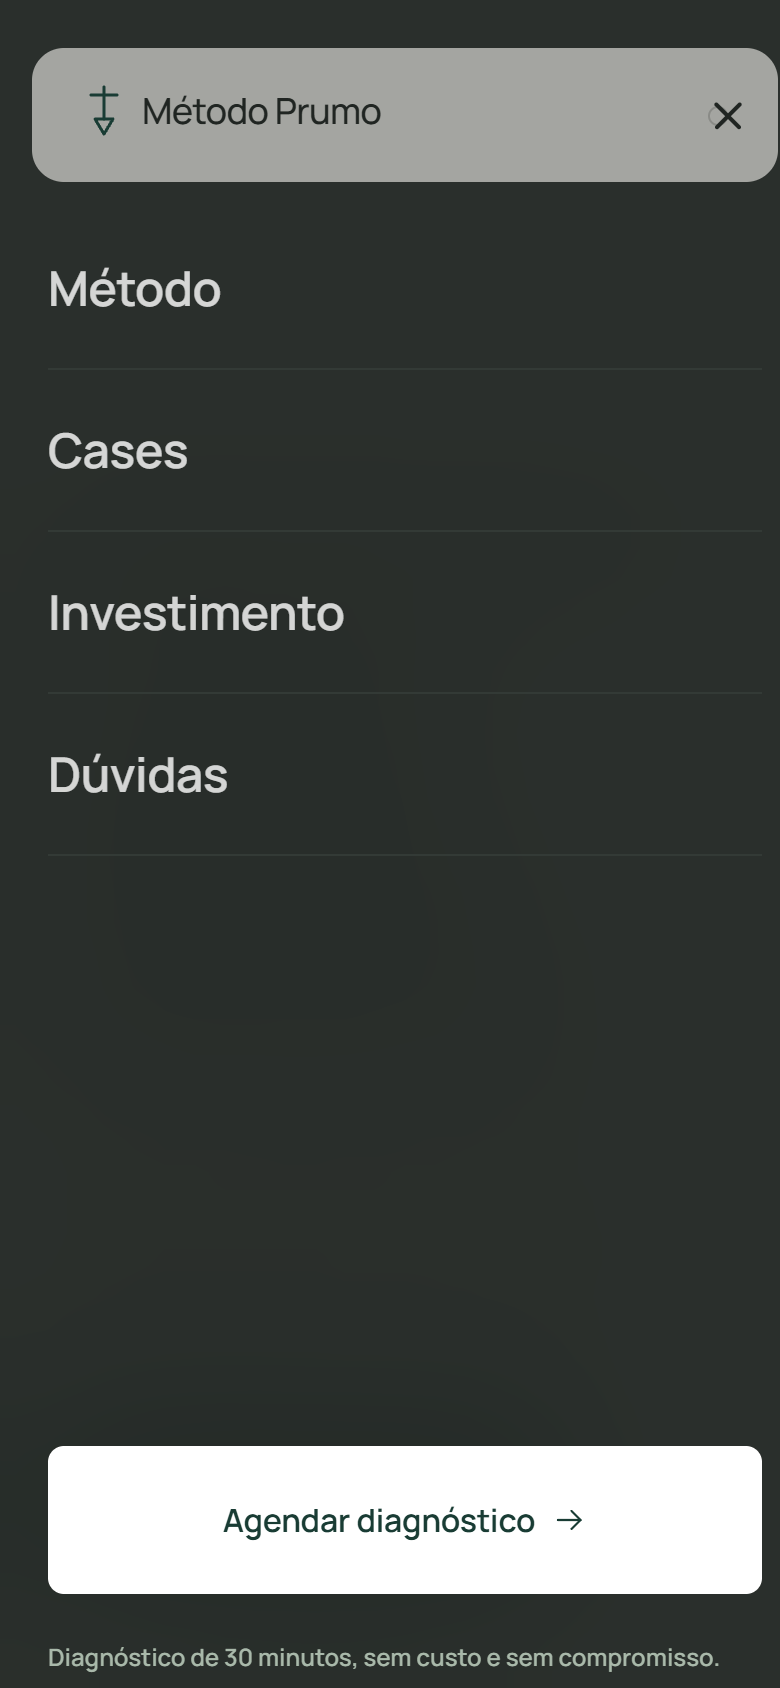 Método Prumo
Método
Cases
Investimento
Dúvidas
Agendar diagnóstico →
Diagnóstico de 30 minutos, sem custo e sem compromisso.